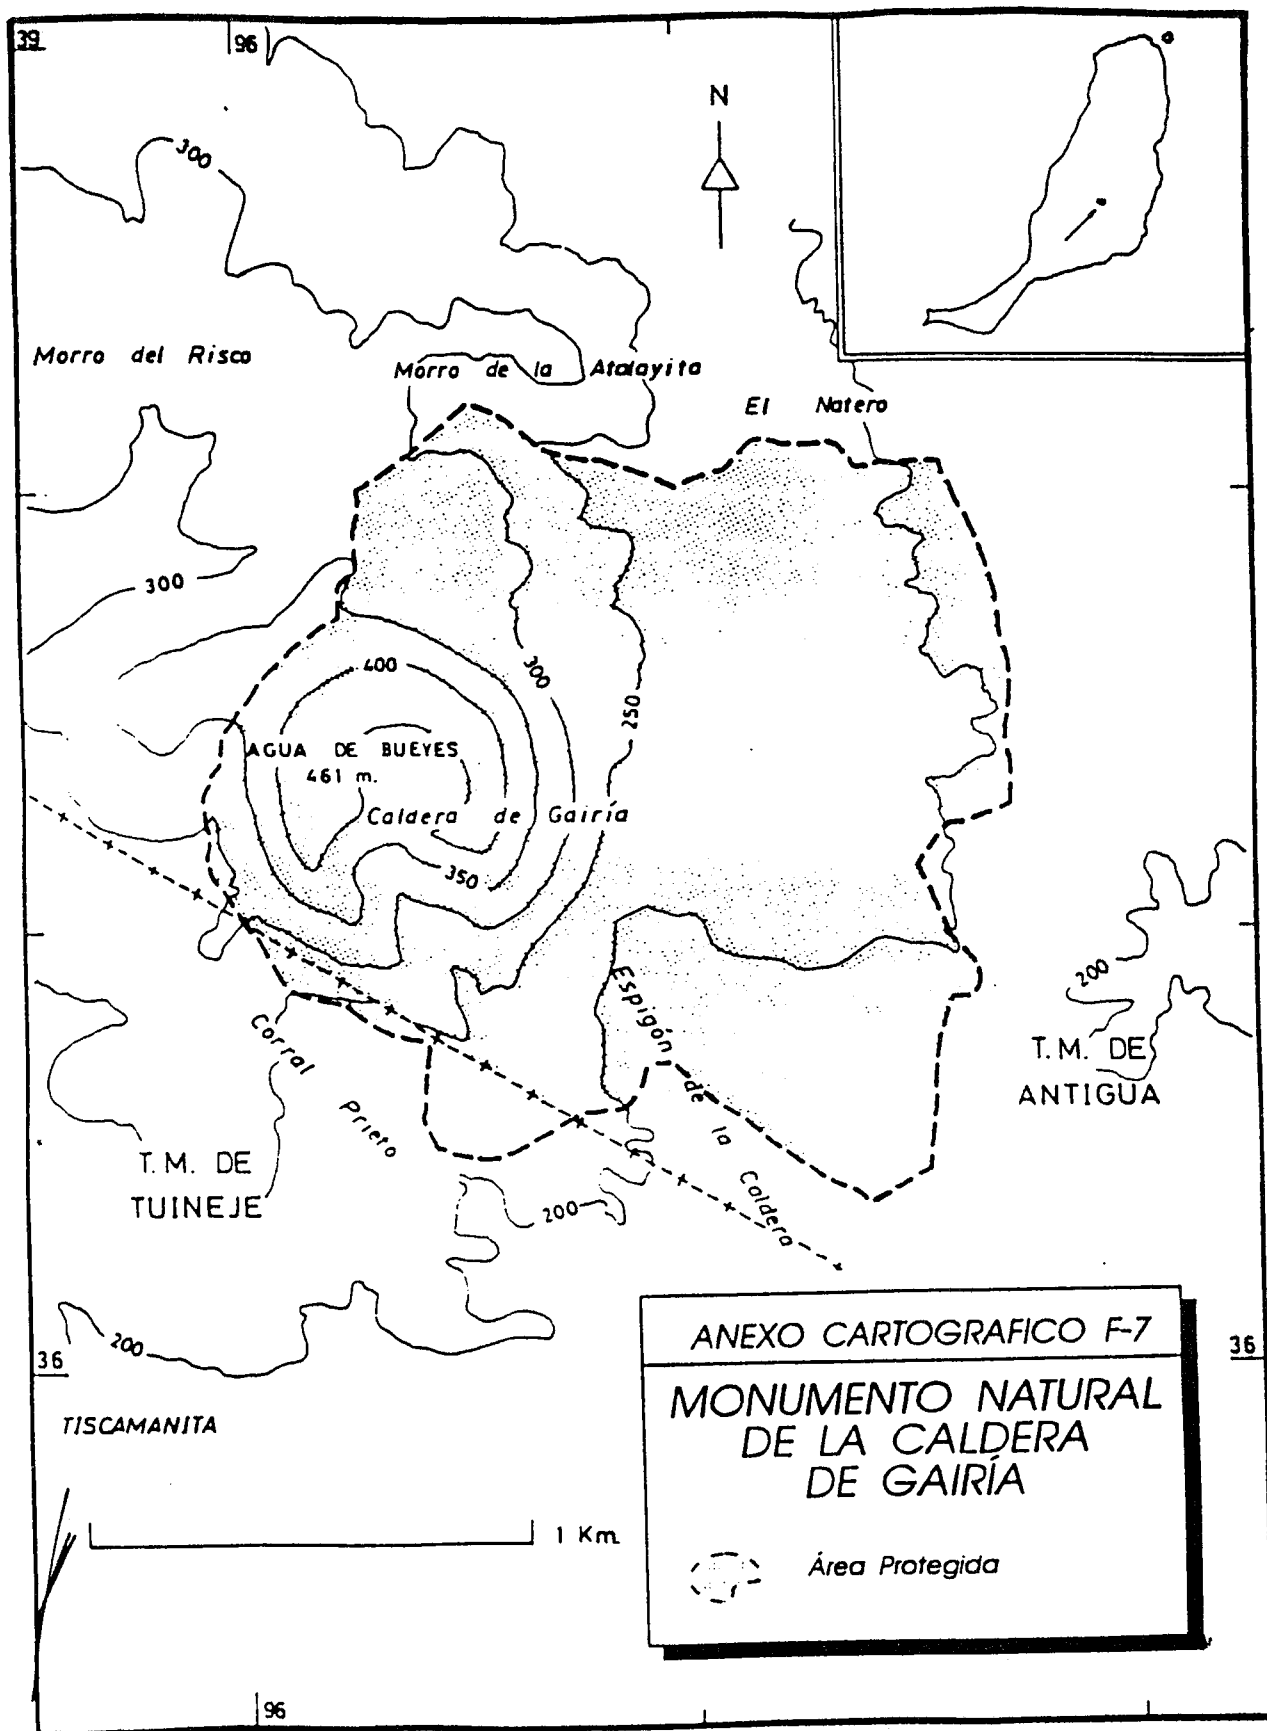 39
96
N
300
Morro del Risco
Morro de la Atalayita
El Natero
300
400
300
250
AGUA DE BUEYES
461 m.
Caldera de Gairía
350
200
Espigón de la Caldera
Corral Prieto
T.M. DE
ANTIGUA
T.M. DE
TUINEJE
200
200
36
36
ANEXO CARTOGRAFICO F-7
MONUMENTO NATURAL
DE LA CALDERA
DE GAIRÍA
Área Protegida
TISCAMANITA
1 Km
96